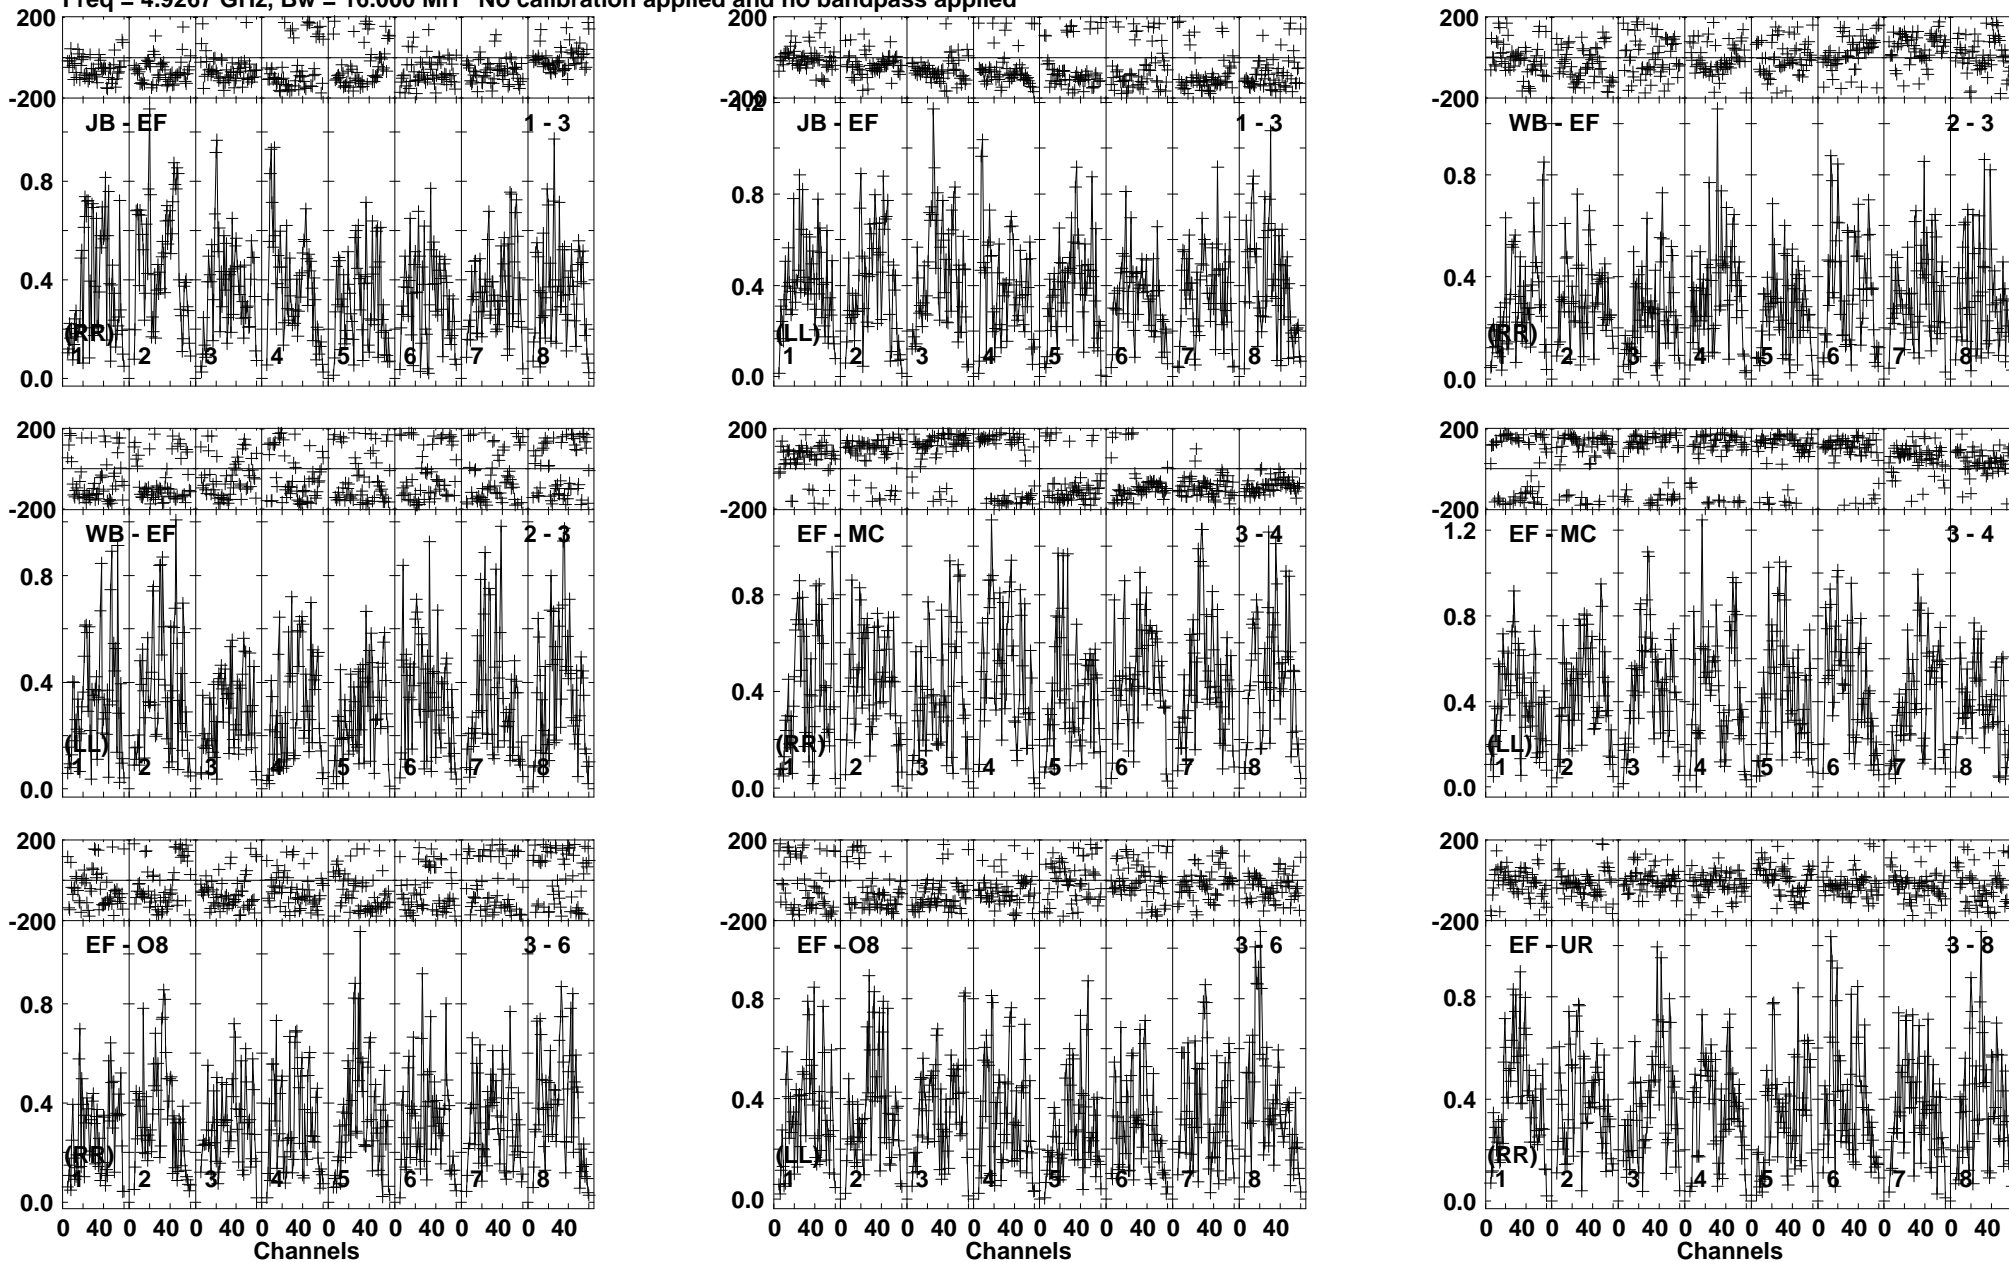 Freq = 4.9267 GHz, Bw = 16.000 MH No calibration applied and no bandpass applied
200 200 200
-200 -200 -200
1.2
JB - EF 1 - 3 JB - EF 1 - 3 WB - EF 2 - 3
0.8 0.8 0.8
0.4 0.4 0.4
(RR) (LL) (RR)
1 2 3 4 5 6 7 8 1 2 3 4 5 6 7 8 1 2 3 4 5 6 7 8
0.0 0.0 0.0
200 200 200
-200 -200 -200
WB - EF 2 - 3 EF - MC 3 - 4 EF - MC 3 - 4
1.2
0.8 0.8 0.8
0.4 0.4 0.4
(LL) (RR) (LL)
1 2 3 4 5 6 7 8 1 2 3 4 5 6 7 8 1 2 3 4 5 6 7 8
0.0 0.0 0.0
200 200 200
-200 -200 -200
EF - O8 3 - 6 EF - O8 3 - 6 EF - UR 3 - 8
0.8 0.8 0.8
0.4 0.4 0.4
(RR) (LL) (RR)
1 2 3 4 5 6 7 8 1 2 3 4 5 6 7 8 1 2 3 4 5 6 7 8
0.0 0.0 0.0
0 40 0 40 0 40 0 40 0 40 0 40 0 40 0 40 0 40 0 40 0 40 0 40 0 40 0 40 0 40 0 40 0 40 0 40 0 40 0 40 0 40 0 40 0 40 0 40
Channels Channels Channels